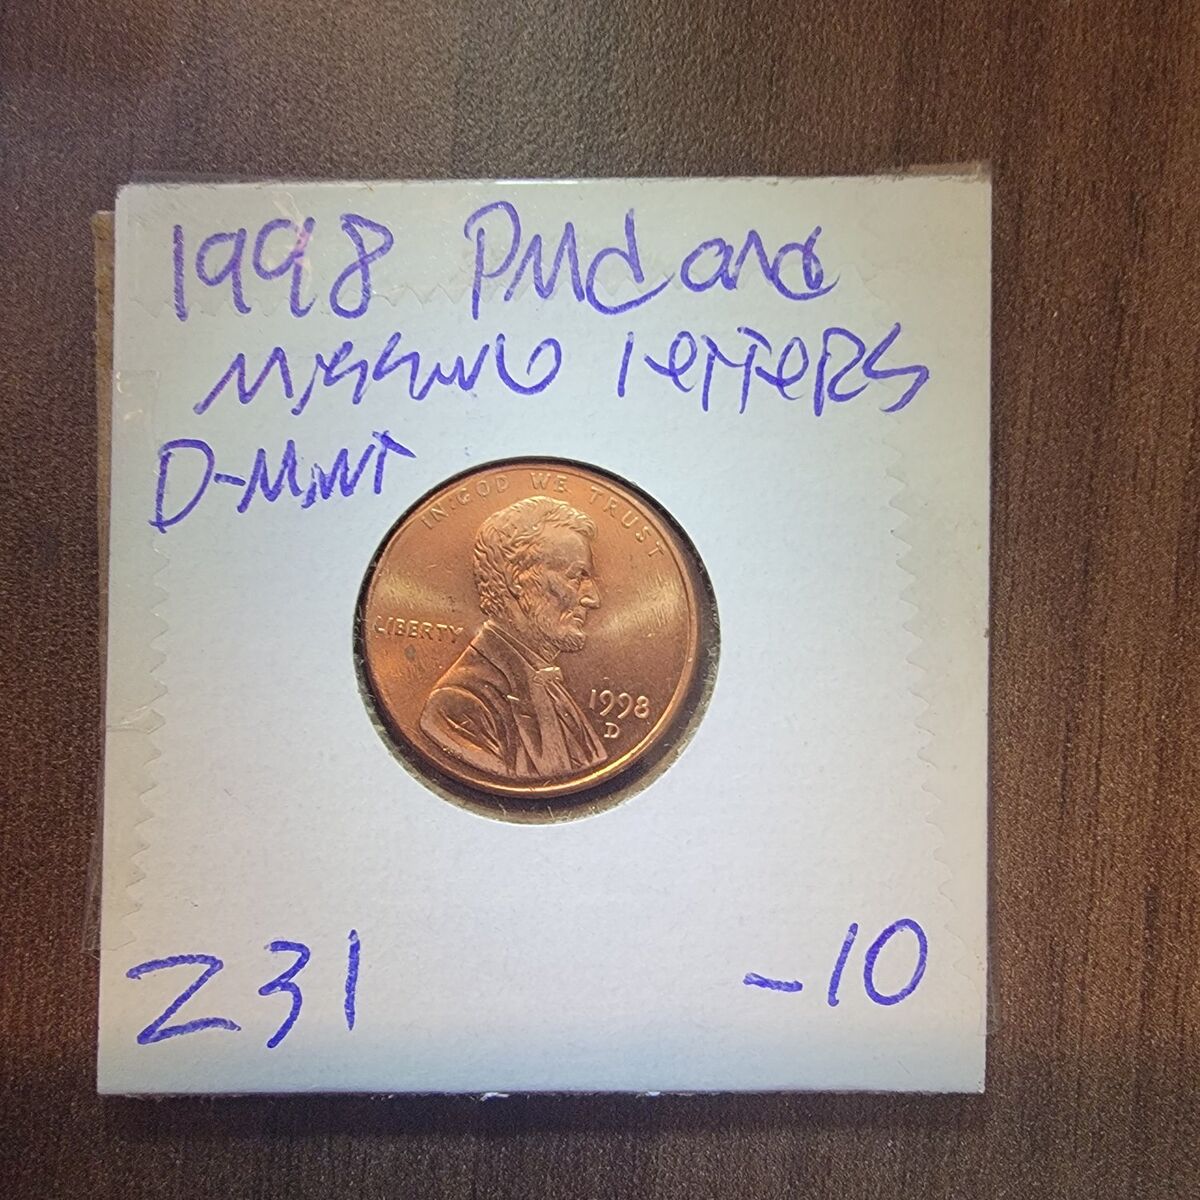 1998 PMD and
Missing letters
D-Mint
IN GOD WE TRUST
LIBERTY
1998
D
Z31
-10